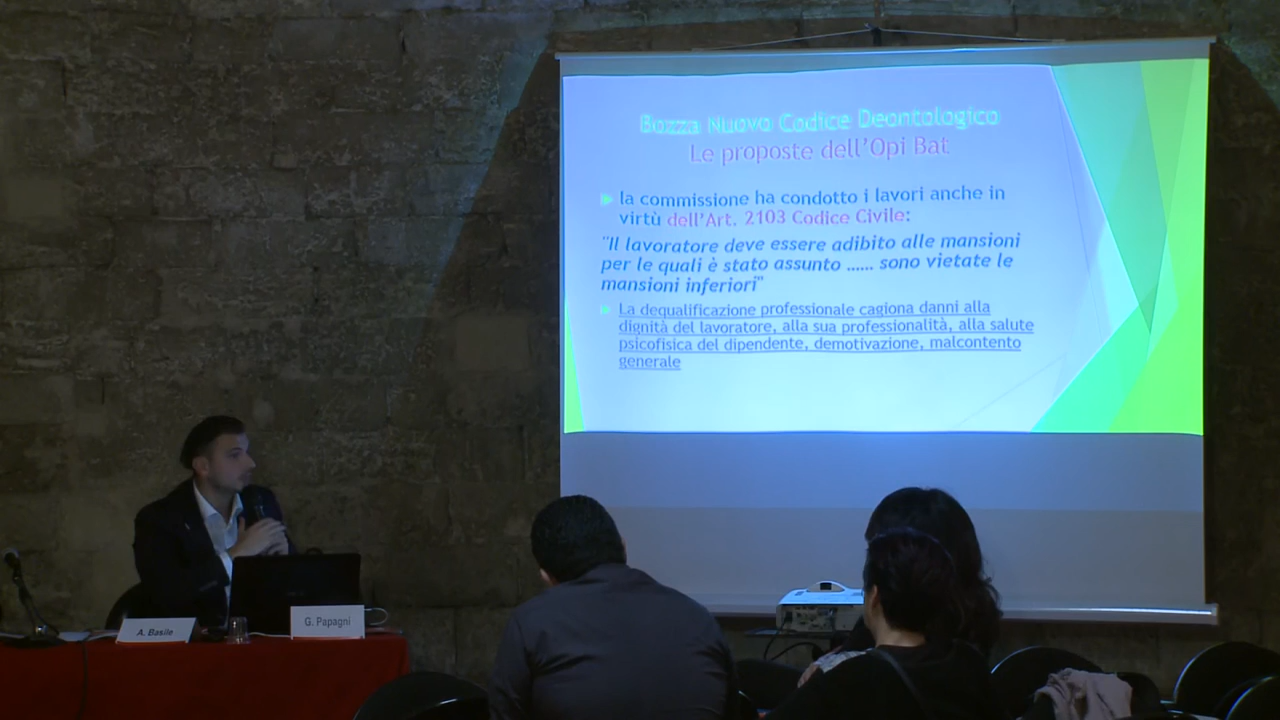 Bozza Nuovo Codice Deontologico
Le proposte dell'Opi Bat
la commissione ha condotto i lavori anche in
virtù dell'Art. 2103 Codice Civile:
"Il lavoratore deve essere adibito alle mansioni
per le quali è stato assunto ...... sono vietate le
mansioni inferiori"
La dequalificazione professionale cagiona danni alla
dignità del lavoratore, alla sua professionalità, alla salute
psicofisica del dipendente, demotivazione, malcontento
generale
A. Basile
G. Papagni